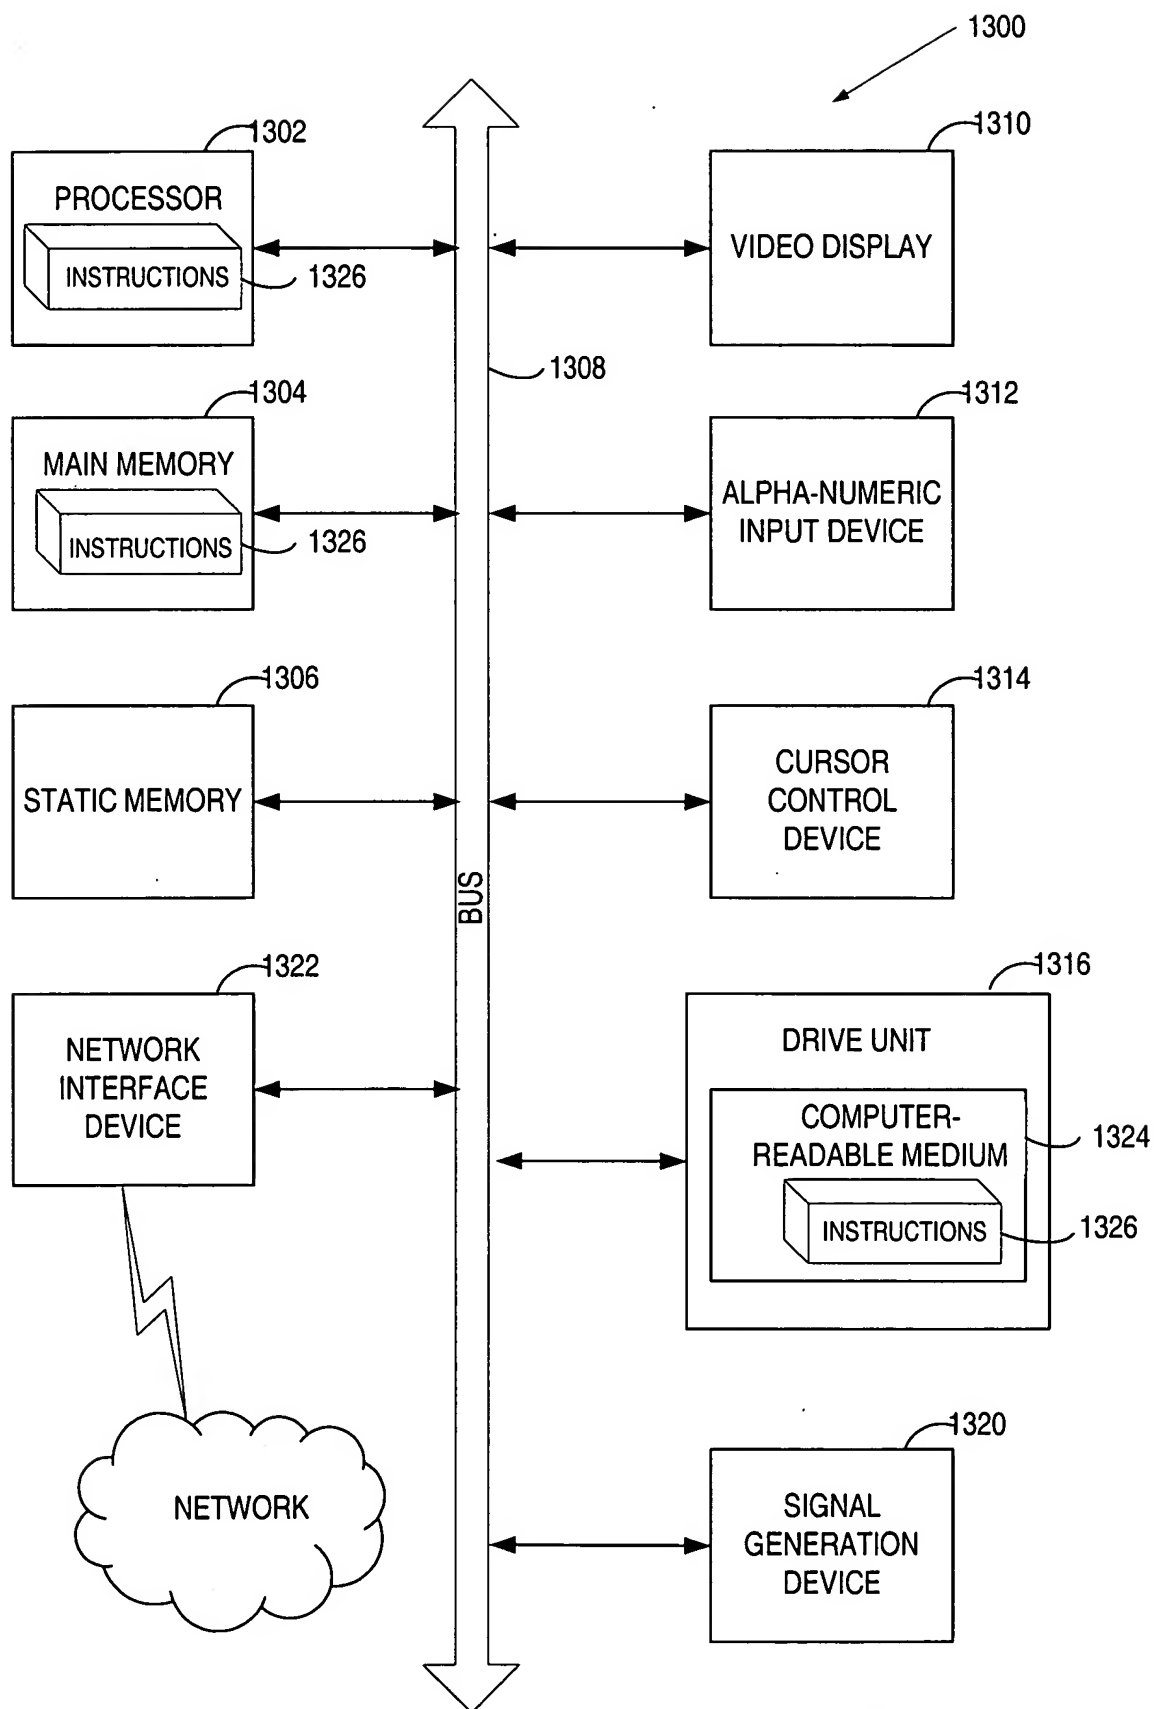 1300
1302
PROCESSOR
INSTRUCTIONS
1326
1310
VIDEO DISPLAY
1308
1304
MAIN MEMORY
INSTRUCTIONS
1326
1312
ALPHA-NUMERIC
INPUT DEVICE
1306
STATIC MEMORY
1314
CURSOR
CONTROL
DEVICE
BUS
1322
NETWORK
INTERFACE
DEVICE
1316
DRIVE UNIT
COMPUTER-
READABLE MEDIUM
1324
INSTRUCTIONS
1326
NETWORK
1320
SIGNAL
GENERATION
DEVICE